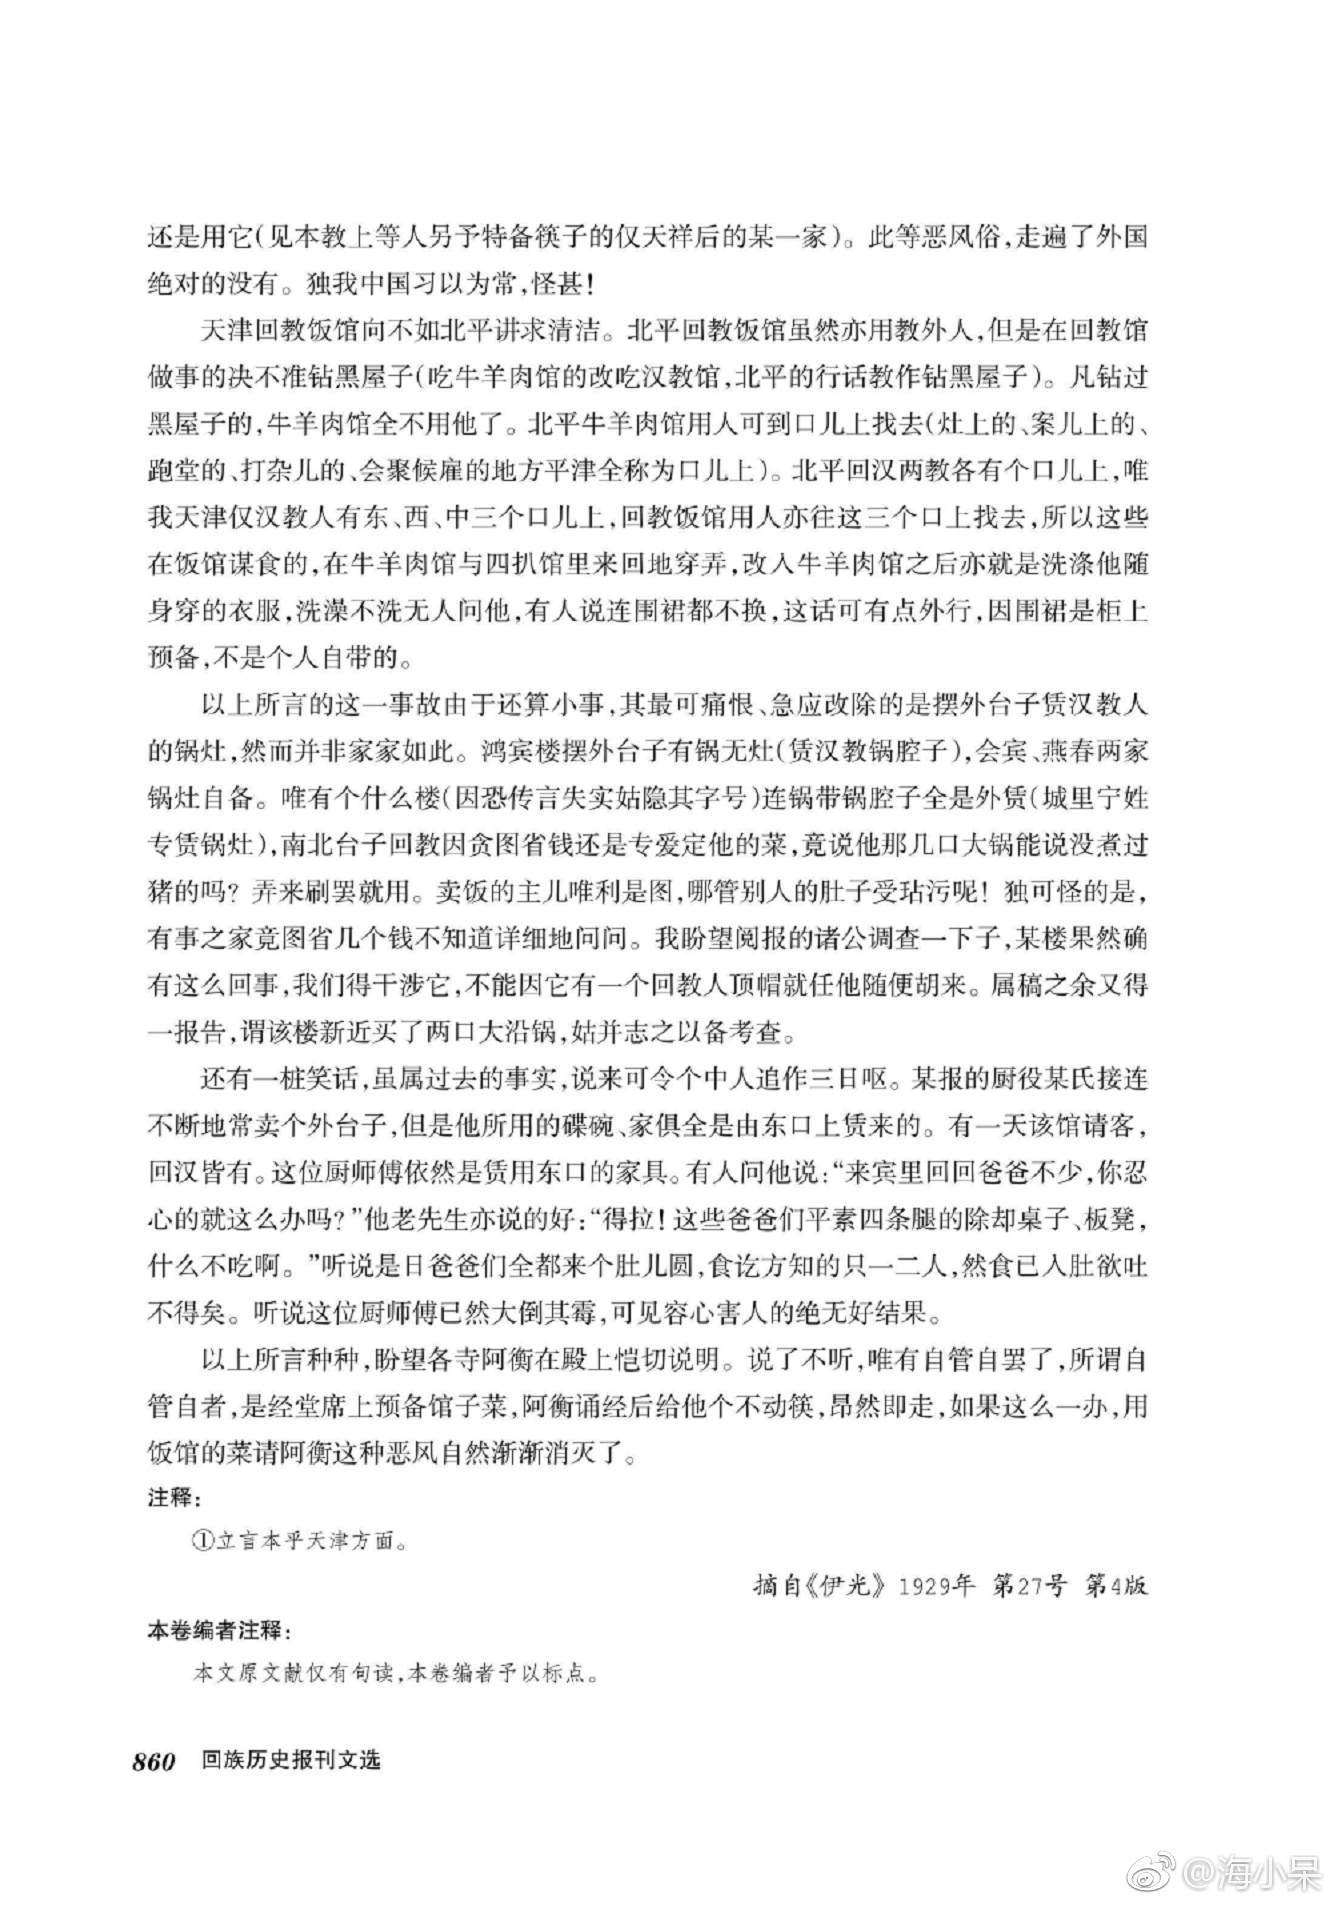 还是用它(见本教上等人另予特备筷子的仅天祥后的某一家)。此等恶风俗,走遍了外国
绝对的没有。独我中国习以为常,怪甚!
天津回教饭馆向不如北平讲求清洁。北平回教饭馆虽然亦用教外人,但是在回教馆
做事的决不准钻黑屋子(吃牛羊肉馆的改吃汉教馆,北平的行话教作钻黑屋子)。凡钻过
黑屋子的,牛羊肉馆全不用他了。北平牛羊肉馆用人可到口儿上找去(灶上的、案儿上的、
跑堂的、打杂儿的、会聚候雇的地方平津全称为口儿上)。北平回汉两教各有个口儿上,唯
我天津仅汉教人有东、西、中三个口儿上,回教饭馆用人亦往这三个口上找去,所以这些
在饭馆谋食的,在牛羊肉馆与四扒馆里来回地穿弄,改入牛羊肉馆之后亦就是洗涤他随
身穿的衣服,洗澡不洗无人问他,有人说连围裙都不换,这话可有点外行,因围裙是柜上
预备,不是个人自带的。
以上所言的这一事故由于还算小事,其最可痛恨、急应改除的是摆外台子赁汉教人
的锅灶,然而并非家家如此。鸿宾楼摆外台子有锅无灶(赁汉教锅腔子),会宾、燕春两家
锅灶自备。唯有个什么楼(因恐传言失实姑隐其字号)连锅带锅腔子全是外赁(城里宁姓
专赁锅灶),南北台子回教因贪图省钱还是专爱定他的菜,竟说他那几口大锅能说没煮过
猪的吗?弄来刷罢就用。卖饭的主儿唯利是图,哪管别人的肚子受玷污呢!独可怪的是,
有事之家竟图省几个钱不知道详细地问问。我盼望阅报的诸公调查一下子,某楼果然确
有这么回事,我们得干涉它,不能因它有一个回教人顶帽就任他随便胡来。属稿之余又得
一报告,谓该楼新近买了两口大沿锅,姑并志之以备考查。
还有一桩笑话,虽属过去的事实,说来可令个中人追作三日呕。某报的厨役某氏接连
不断地常卖个外台子,但是他所用的碟碗、家俱全是由东口上赁来的。有一天该馆请客,
回汉皆有。这位厨师傅依然是赁用东口的家具。有人问他说:“来宾里回回爸爸不少,你忍
心的就这么办吗?”他老先生亦说的好:“得拉!这些爸爸们平素四条腿的除却桌子、板凳,
什么不吃啊。”听说是日爸爸们全都来个肚儿圆,食讫方知的只一二人,然食已入肚欲吐
不得矣。听说这位厨师傅已然大倒其霉,可见容心害人的绝无好结果。
以上所言种种,盼望各寺阿衡在殿上恺切说明。说了不听,唯有自管自罢了,所谓自
管自者,是经堂席上预备馆子菜,阿衡诵经后给他个不动筷,昂然即走,如果这么一办,用
饭馆的菜请阿衡这种恶风自然渐渐消灭了。
注释:
①立言本乎天津方面。
摘自《伊光》1929年 第27号 第4版
本卷编者注释:
本文原文献仅有句读,本卷编者予以标点。
860 回族历史报刊文选
@海小呆